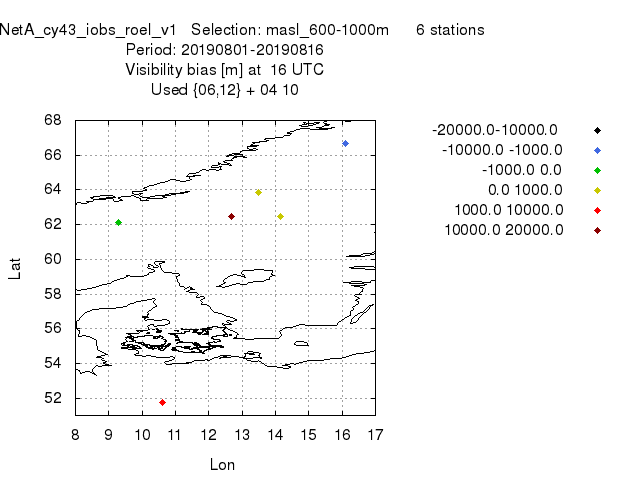 NetA_cy43_iobs_roel_v1 Selection: masl_600-1000m 6 stations
Period: 20190801-20190816
Visibility bias [m] at 16 UTC
Used {06,12} + 04 10
-20000.0-10000.0
-10000.0 -1000.0
-1000.0 0.0
0.0 1000.0
1000.0 10000.0
10000.0 20000.0
68
66
64
62
60
58
56
54
52
Lat
8 9 10 11 12 13 14 15 16 17
Lon